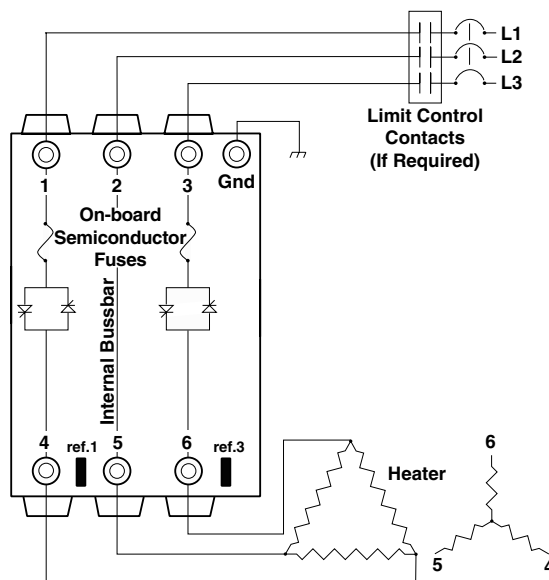 L1
L2
L3
Limit Control
Contacts
(If Required)
1 2 3 Gnd
On-board
Semiconductor
Fuses
Internal Bussbar
4 ref.1 5 6 ref.3
Heater
6
5 4